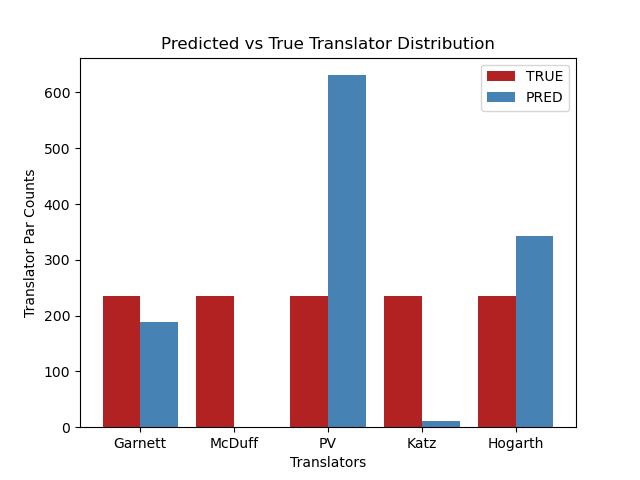 Predicted vs True Translator Distribution
TRUE
PRED
Translator Par Counts
600
500
400
300
200
100
0
Garnett McDuff PV Katz Hogarth
Translators